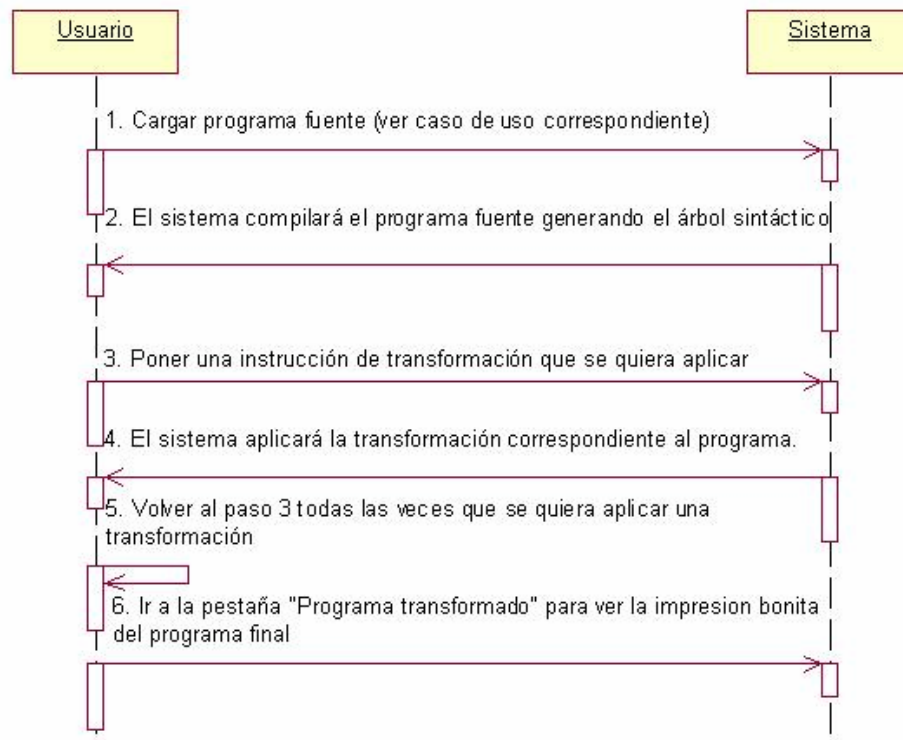 Usuario
Sistema
1. Cargar programa fuente (ver caso de uso correspondiente)
2. El sistema compilará el programa fuente generando el árbol sintáctico
3. Poner una instrucción de transformación que se quiera aplicar
4. El sistema aplicará la transformación correspondiente al programa.
5. Volver al paso 3 todas las veces que se quiera aplicar una
transformación
6. Ir a la pestaña "Programa transformado" para ver la impresion bonita
del programa final